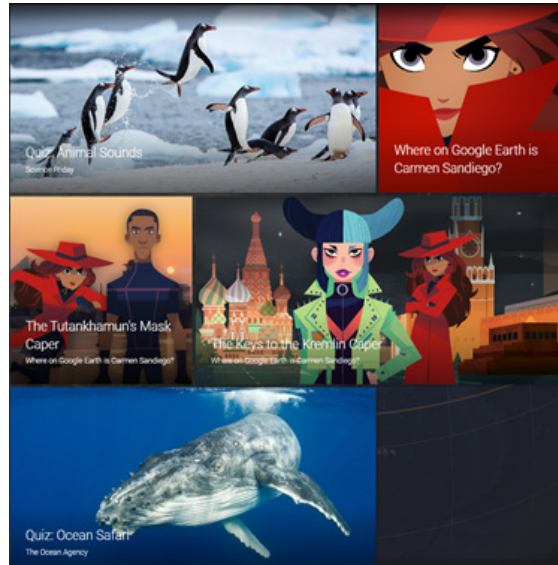 Quiz: Animal Sounds
Science Friday
Where on Google Earth is
Carmen Sandiego?
The Tutankhamun's Mask
Caper
Where on Google Earth is Carmen Sandiego?
The Keys to the Kremlin Caper
Where on Google Earth is Carmen Sandiego?
Quiz: Ocean Safari
The Ocean Agency